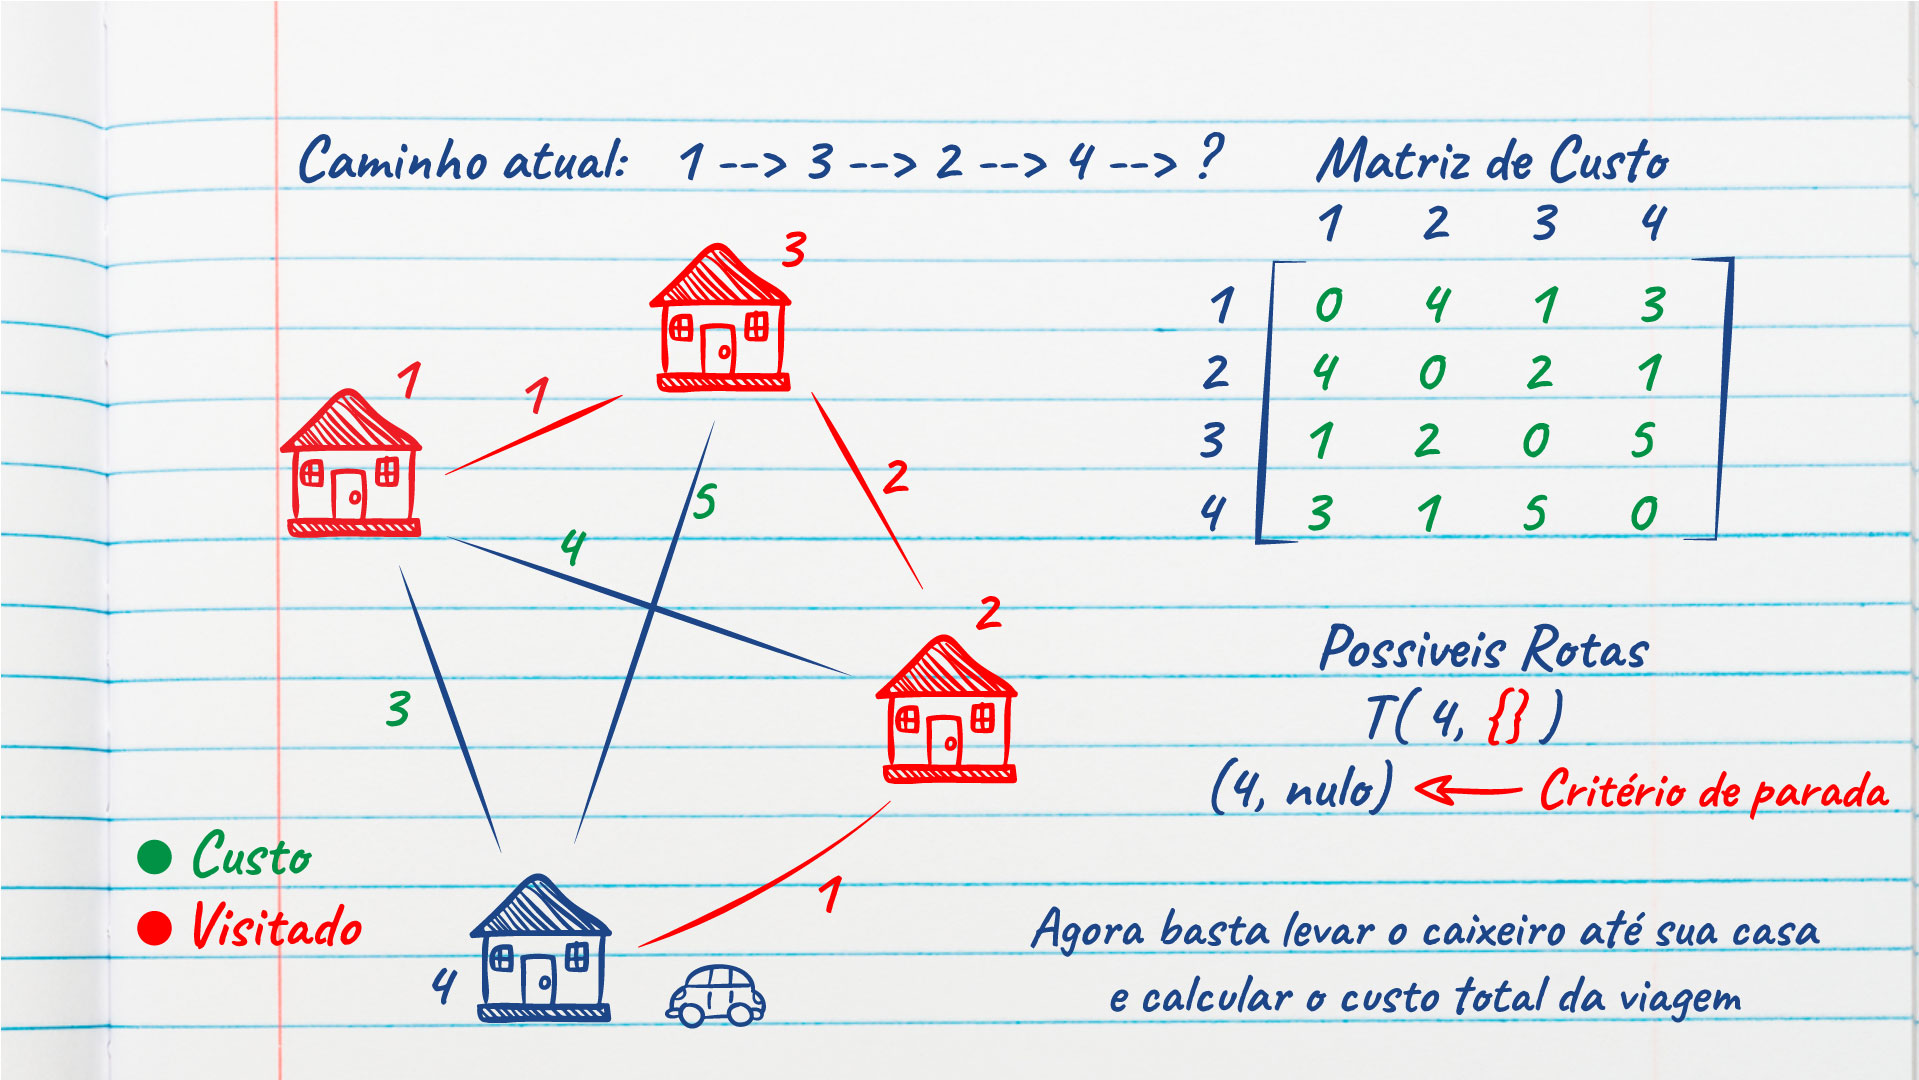 Caminho atual: 1 --> 3 --> 2 --> 4 --> ?
Matriz de Custo
1 2 3 4
1 0 4 1 3
2 4 0 2 1
3 1 2 0 5
4 3 1 5 0
3
1
1
2
5
4
2
3
1
4
Possiveis Rotas
T( 4, {} )
(4, nulo) Critério de parada
Custo
Visitado
Agora basta levar o caixeiro até sua casa
e calcular o custo total da viagem